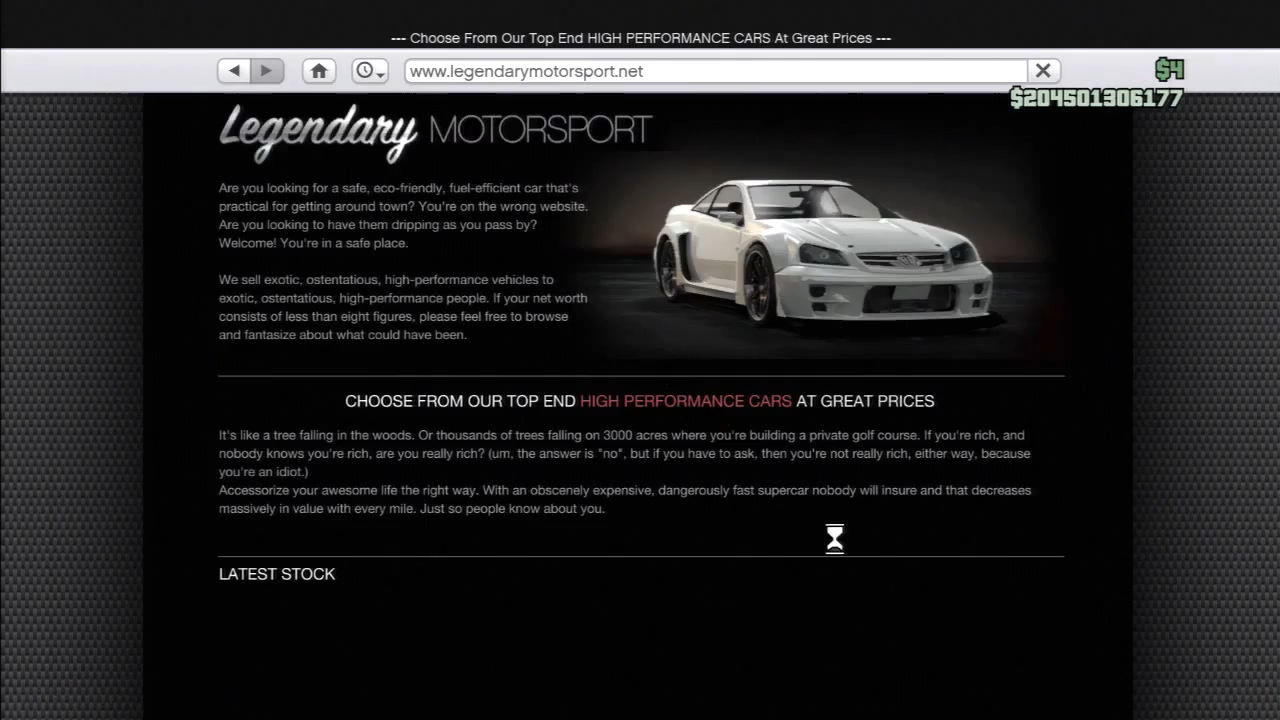 --- Choose From Our Top End HIGH PERFORMANCE CARS At Great Prices ---
www.legendarymotorsport.net
$4
$204501306177
Legendary MOTORSPORT
Are you looking for a safe, eco-friendly, fuel-efficient car that's
practical for getting around town? You're on the wrong website.
Are you looking to have them dripping as you pass by?
Welcome! You're in a safe place.
We sell exotic, ostentatious, high-performance vehicles to
exotic, ostentatious, high-performance people. If your net worth
consists of less than eight figures, please feel free to browse
and fantasize about what could have been.
CHOOSE FROM OUR TOP END HIGH PERFORMANCE CARS AT GREAT PRICES
It's like a tree falling in the woods. Or thousands of trees falling on 3000 acres where you're building a private golf course. If you're rich, and
nobody knows you're rich, are you really rich? (um, the answer is "no", but if you have to ask, then you're not really rich, either way, because
you're an idiot.)
Accessorize your awesome life the right way. With an obscenely expensive, dangerously fast supercar nobody will insure and that decreases
massively in value with every mile. Just so people know about you.
LATEST STOCK